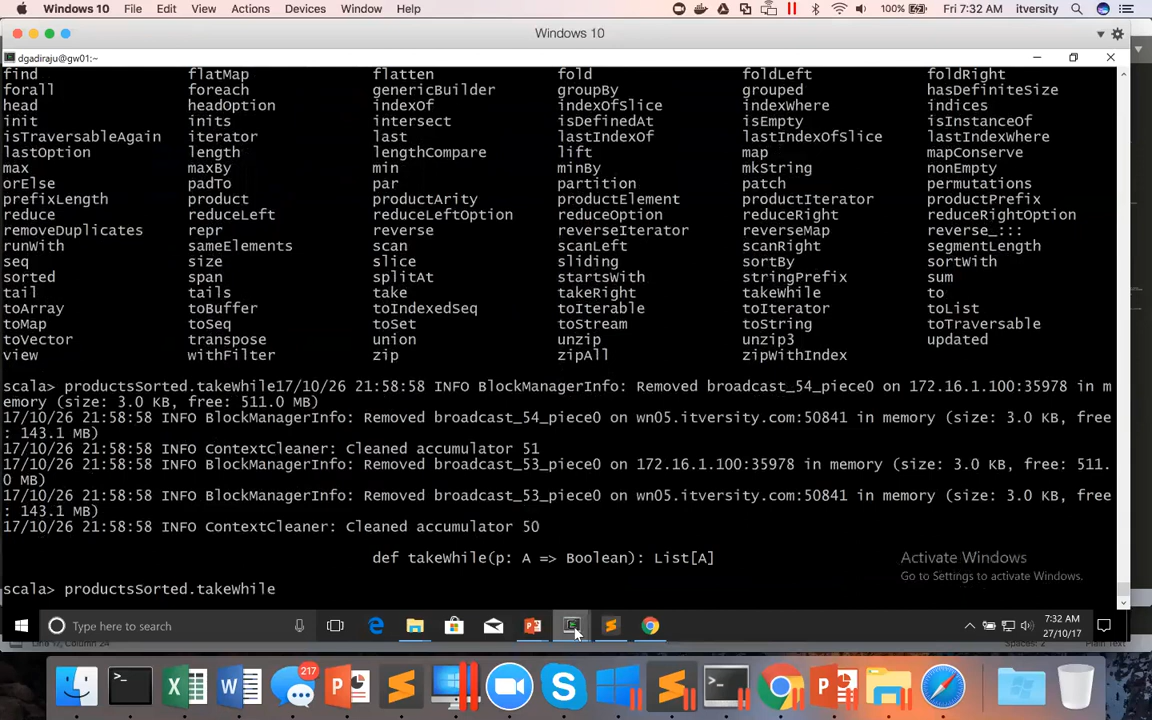 Windows 10 File Edit View Actions Devices Window Help 100% Fri 7:32 AM itversity
Windows 10
dgadiraju@gw01:~
find flatMap flatten fold foldLeft foldRight
forall foreach genericBuilder groupBy grouped hasDefiniteSize
head headOption indexOf indexOfSlice indexWhere indices
init inits intersect isDefinedAt isEmpty isInstanceOf
isTraversableAgain iterator last lastIndexOf lastIndexOfSlice lastIndexWhere
lastOption length lengthCompare lift map mapConserve
max maxBy min minBy mkString nonEmpty
orElse padTo par partition patch permutations
prefixLength product productArity productElement productIterator productPrefix
reduce reduceLeft reduceLeftOption reduceOption reduceRight reduceRightOption
removeDuplicates repr reverse reverseIterator reverseMap reverse_:::
runWith sameElements scan scanLeft scanRight segmentLength
seq size slice sliding sortBy sortWith
sorted span splitAt startsWith stringPrefix sum
tail tails take takeRight takeWhile to
toArray toBuffer toIndexedSeq toIterable toIterator toList
toMap toSeq toSet toStream toString toTraversable
toVector transpose union unzip unzip3 updated
view withFilter zip zipAll zipWithIndex
scala> productsSorted.takeWhile17/10/26 21:58:58 INFO BlockManagerInfo: Removed broadcast_54_piece0 on 172.16.1.100:35978 in m
emory (size: 3.0 KB, free: 511.0 MB)
17/10/26 21:58:58 INFO BlockManagerInfo: Removed broadcast_54_piece0 on wn05.itversity.com:50841 in memory (size: 3.0 KB, free
: 143.1 MB)
17/10/26 21:58:58 INFO ContextCleaner: Cleaned accumulator 51
17/10/26 21:58:58 INFO BlockManagerInfo: Removed broadcast_53_piece0 on 172.16.1.100:35978 in memory (size: 3.0 KB, free: 511.
0 MB)
17/10/26 21:58:58 INFO BlockManagerInfo: Removed broadcast_53_piece0 on wn05.itversity.com:50841 in memory (size: 3.0 KB, free
: 143.1 MB)
17/10/26 21:58:58 INFO ContextCleaner: Cleaned accumulator 50
def takeWhile(p: A => Boolean): List[A]
Activate Windows
Go to Settings to activate Windows.
scala> productsSorted.takeWhile
Type here to search
7:32 AM
27/10/17
217